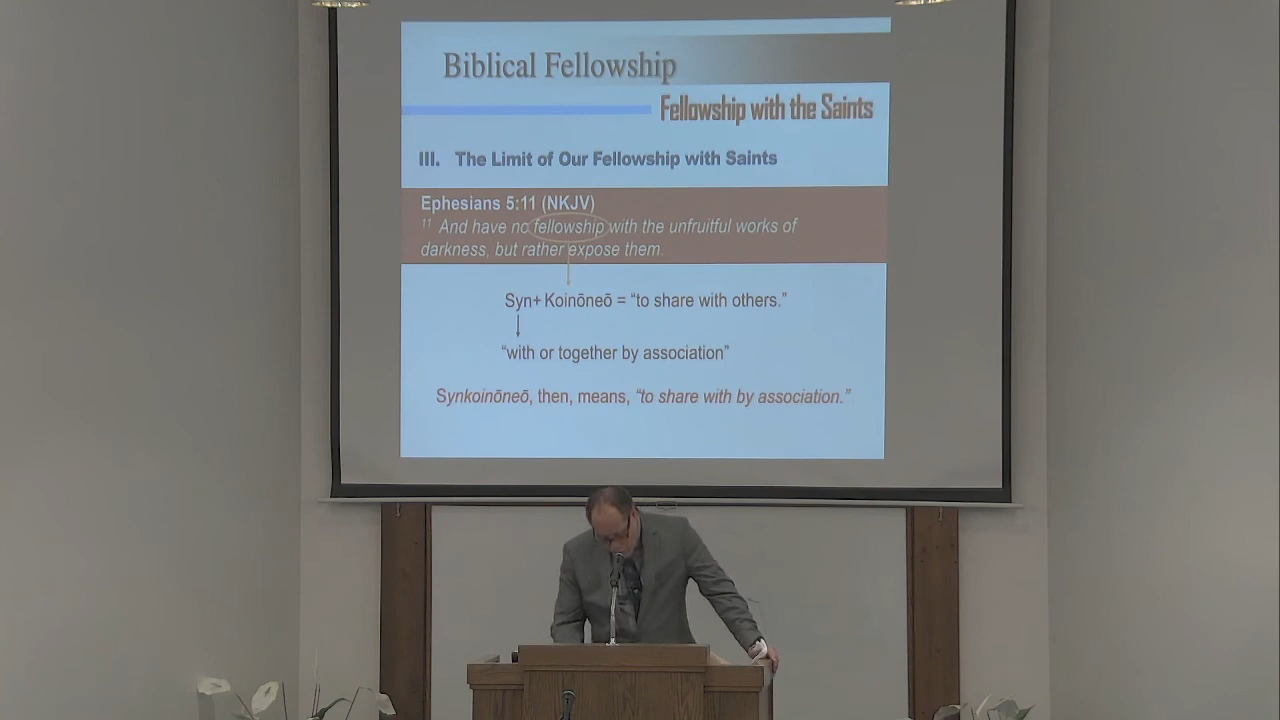 Biblical Fellowship
Fellowship with the Saints
III. The Limit of Our Fellowship with Saints
Ephesians 5:11 (NKJV)
11 And have no fellowship with the unfruitful works of
darkness, but rather expose them.
Syn+ Koinōneō = “to share with others.”
“with or together by association”
Synkoinōneō, then, means, “to share with by association.”